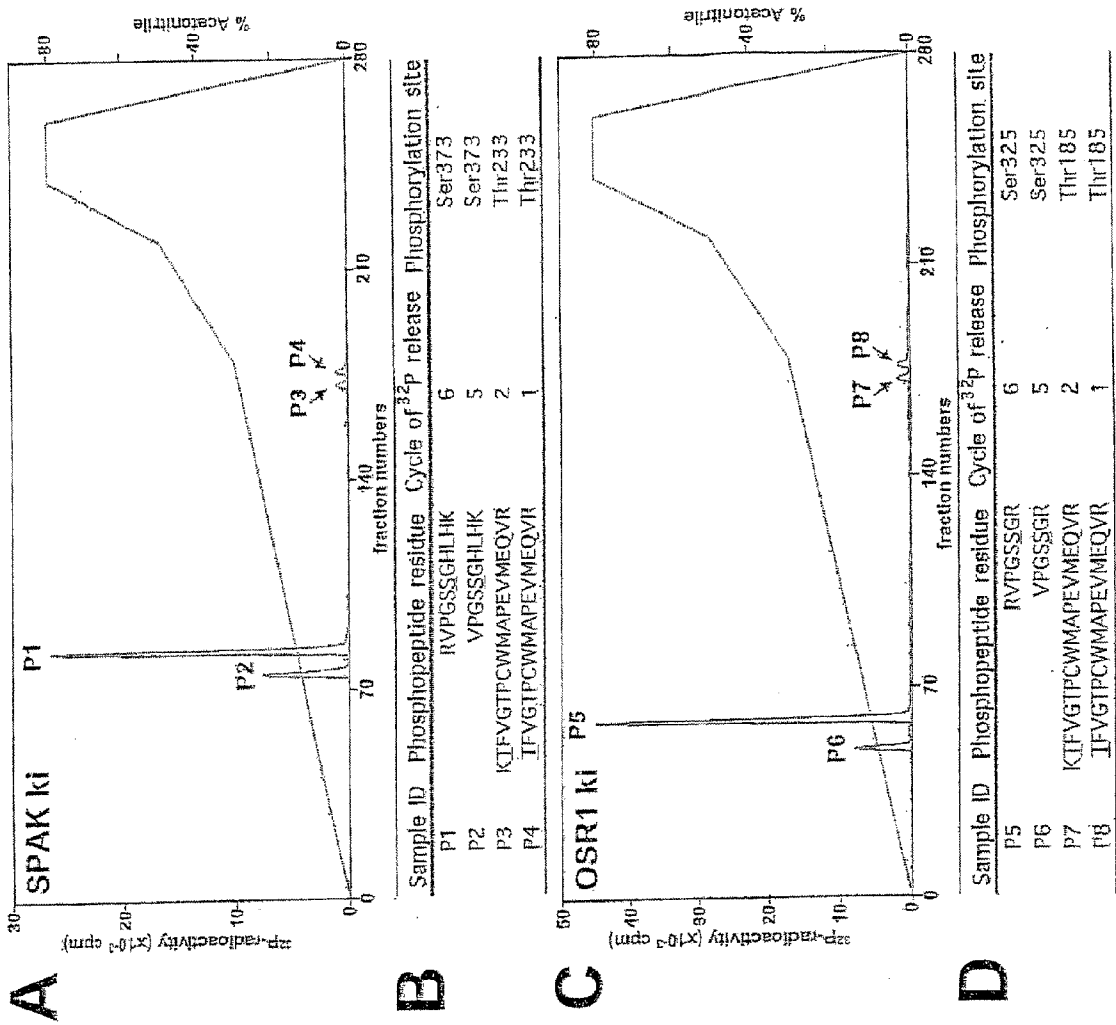 A
SPAK ki
³²P-radioactivity (x10⁻³ cpm)
30
20
10
0
P1
P2
P3 P4
% Acatonitrile
80
40
0
0 70 140 210 280
fraction numbers
B
Sample ID Phosphopeptide residue Cycle of ³²P release Phosphorylation site
P1 RVPGSSGHLHK 6 Ser373
P2 VPGSSGHLHK 5 Ser373
P3 KTFVGTPCWMAPEVMEQVR 2 Thr233
P4 TFVGTPCWMAPEVMEQVR 1 Thr233
C
OSR1 ki
³²P-radioactivity (x10⁻³ cpm)
50
40
30
20
10
0
P5
P6
P7 P8
% Acatonitrile
80
40
0
0 70 140 210 280
fraction numbers
D
Sample ID Phosphopeptide residue Cycle of ³²P release Phosphorylation site
P5 RVPGSSGR 6 Ser325
P6 VPGSSGR 5 Ser325
P7 KTFVGTPCWMAPEVMEQVR 2 Thr185
P8 TFVGTPCWMAPEVMEQVR 1 Thr185